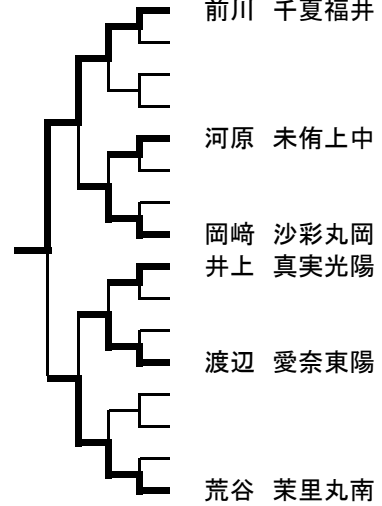 前川 千夏福井
河原 未侑上中
岡﨑 沙彩丸岡
井上 真実光陽
渡辺 愛奈東陽
荒谷 茉里丸南